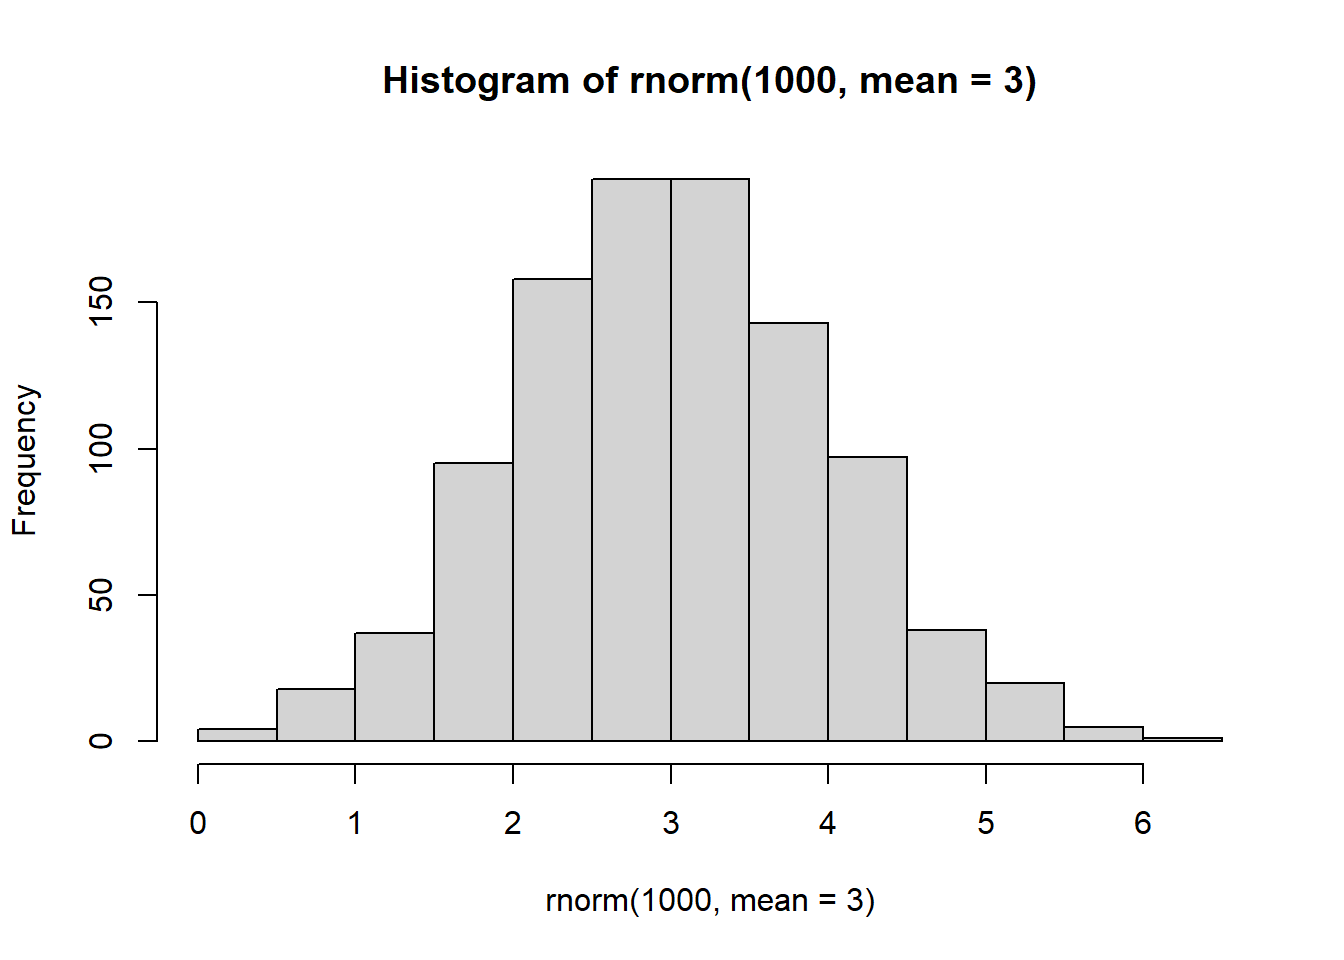 Histogram of rnorm(1000, mean = 3)
Frequency
150
100
50
0
0 1 2 3 4 5 6
rnorm(1000, mean = 3)